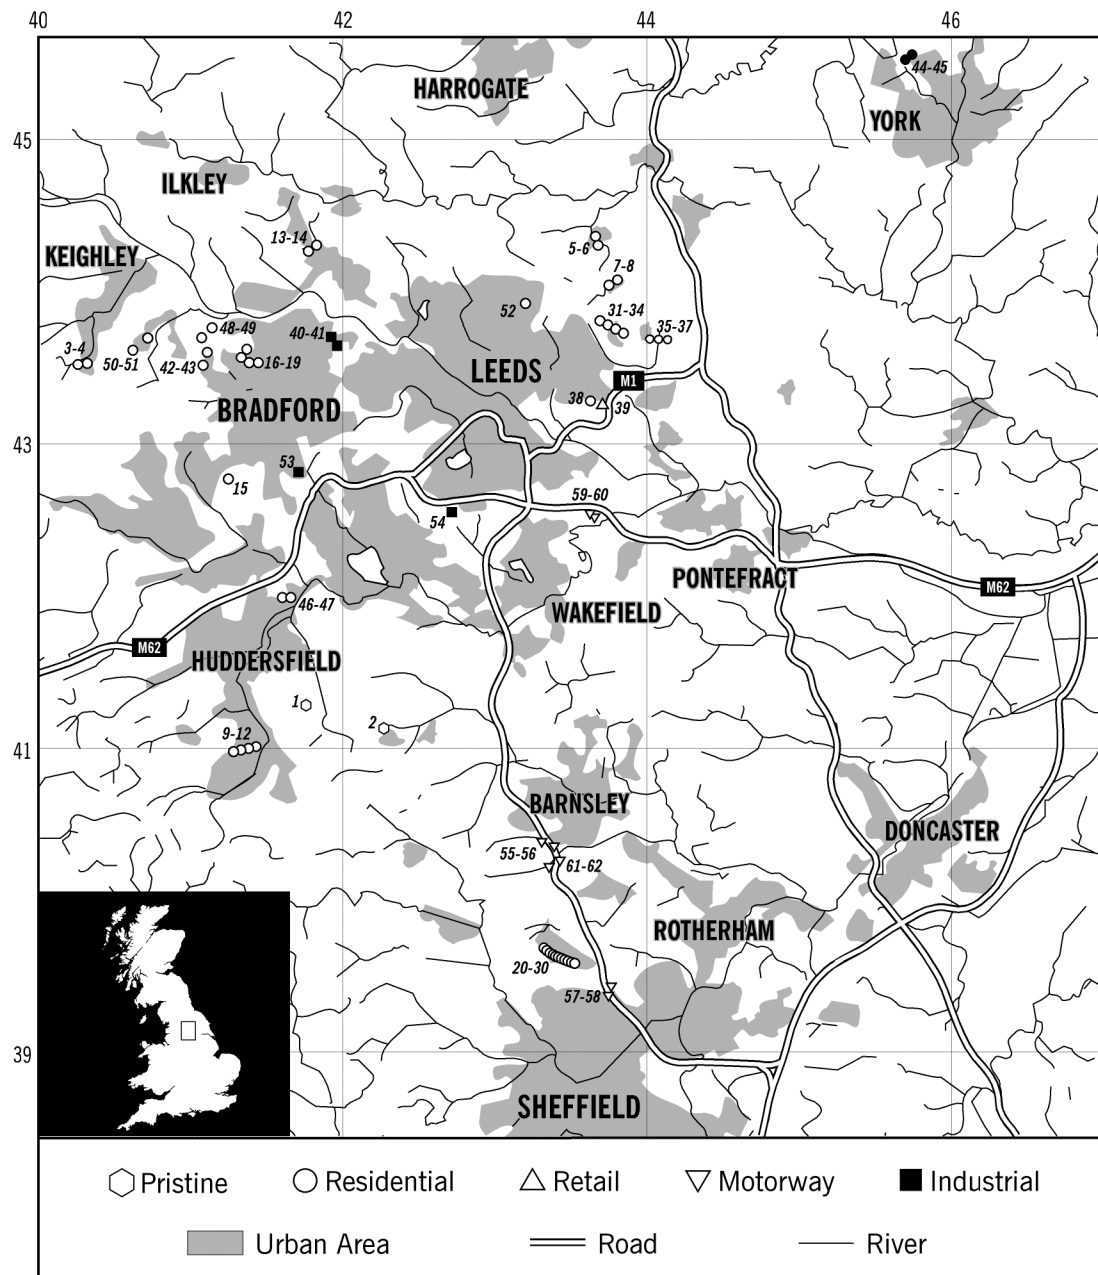 40 42 44 46
44-45
HARROGATE
YORK
45
ILKLEY
13-14
5-6
KEIGHLEY
7-8
52
31-34
48-49
40-41
35-37
3-4
50-51
42-43
16-19
LEEDS
M1
38
39
BRADFORD
43
53
15
59-60
54
PONTEFRACT
M62
46-47
WAKEFIELD
M62
HUDDERSFIELD
1
2
9-12
41
BARNSLEY
DONCASTER
55-56
61-62
ROTHERHAM
20-30
57-58
39
SHEFFIELD
Pristine Residential Retail Motorway Industrial
Urban Area Road River